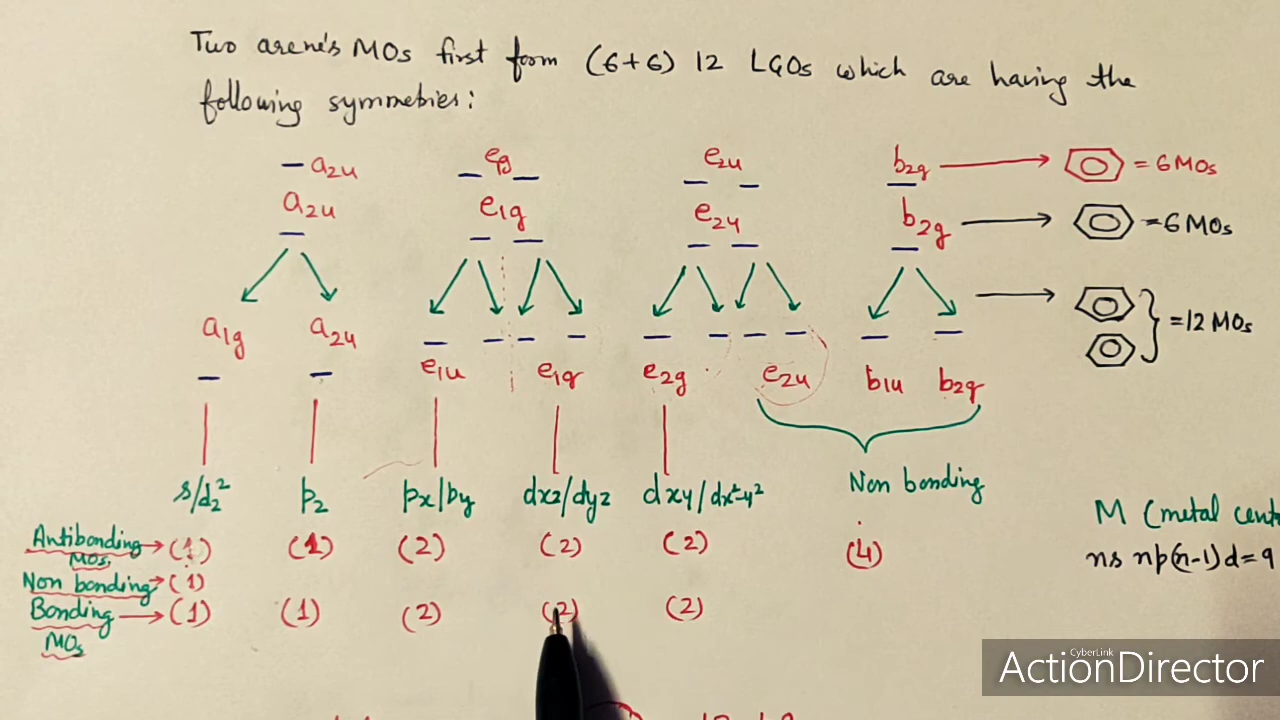 Two arene's MOs first form (6+6) 12 LGOs which are having the
following symmetries:
a2u eg e2u b2g = 6MOs
a2u e1g e2u b2g = 6MOs
= 12 MOs
a1g a2u e1u e1g e2g e2u b1u b2g
s/dz² pz px/py dxz/dyz dxy/dx²-y² Non bonding
M (metal cent
Antibonding MOs (1) (1) (2) (2) (2) (4)
ns np(n-1)d=9
Non bonding (1)
Bonding MOs (1) (1) (2) (2) (2)
CyberLink
ActionDirector